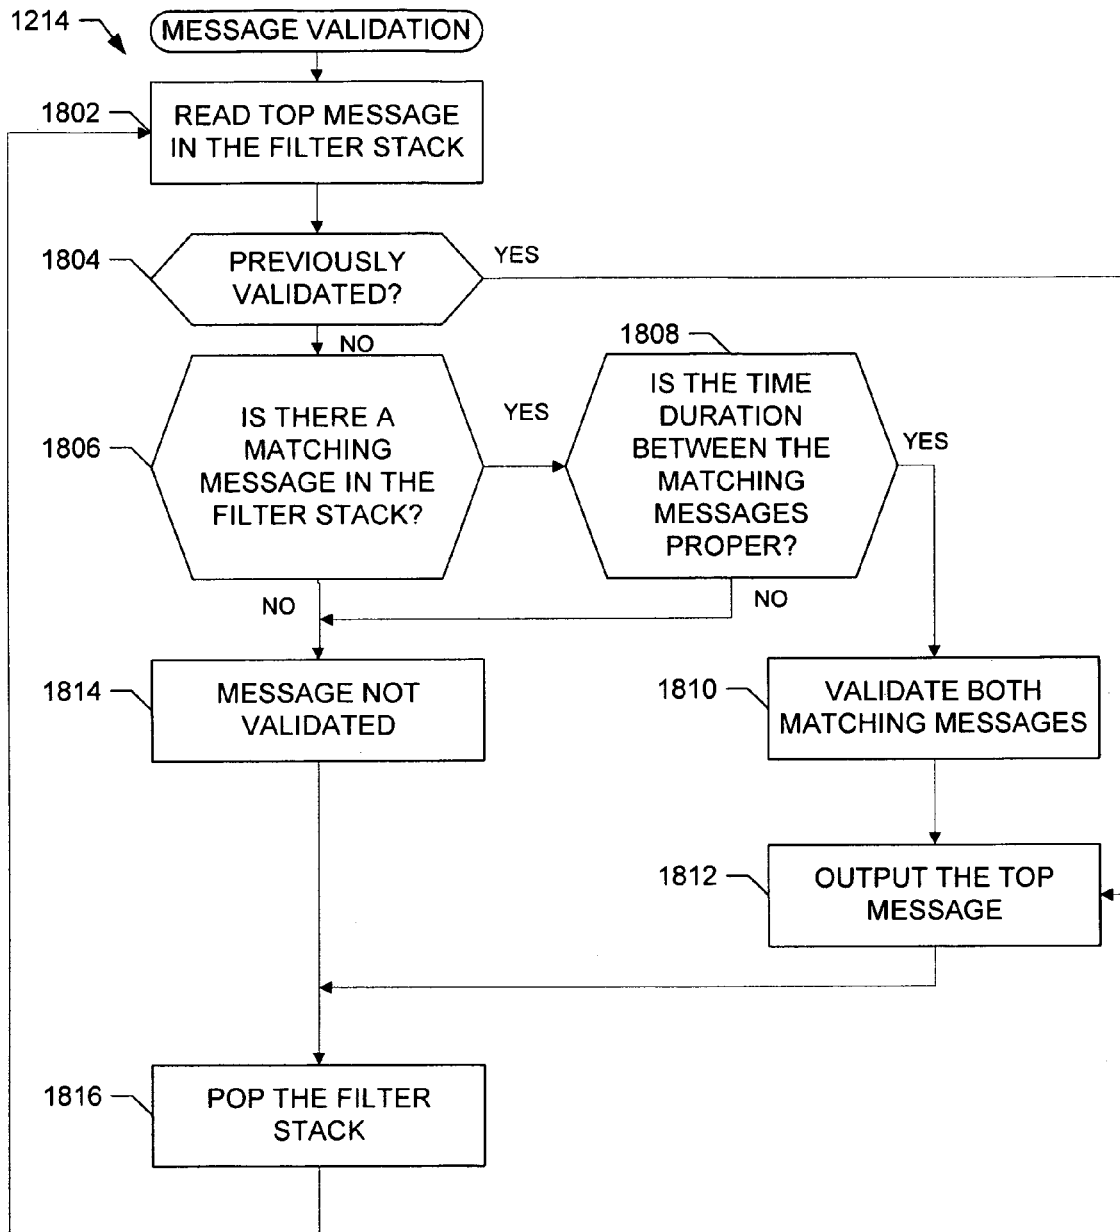 1214
MESSAGE VALIDATION
1802
READ TOP MESSAGE
IN THE FILTER STACK
1804
PREVIOUSLY
VALIDATED?
YES
NO
1806
IS THERE A
MATCHING
MESSAGE IN THE
FILTER STACK?
YES
1808
IS THE TIME
DURATION
BETWEEN THE
MATCHING
MESSAGES
PROPER?
YES
NO
NO
1814
MESSAGE NOT
VALIDATED
1810
VALIDATE BOTH
MATCHING MESSAGES
1812
OUTPUT THE TOP
MESSAGE
1816
POP THE FILTER
STACK